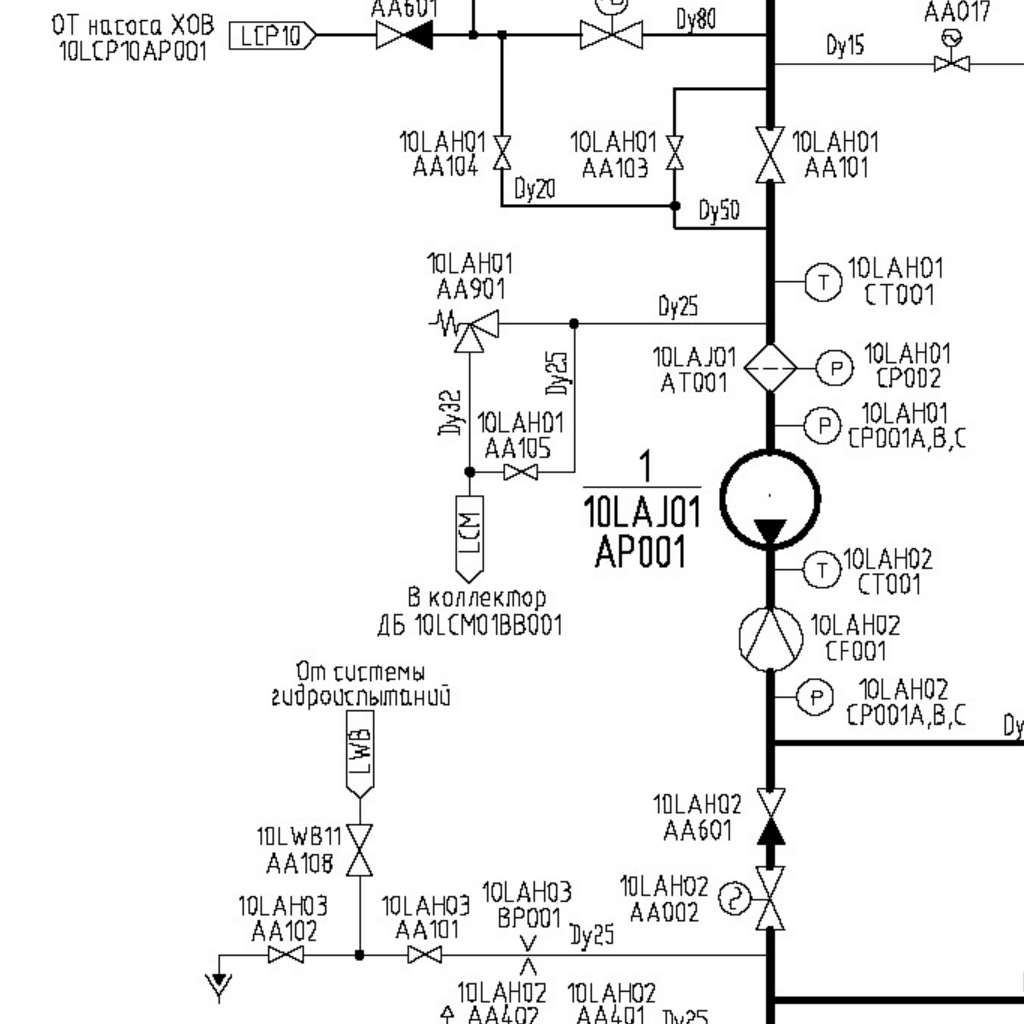 AA601
ОТ насоса ХОВ
10LCP10AP001
LCP10
Dy80
AA017
Dy15
10LAH01
AA104
10LAH01
AA103
10LAH01
AA101
Dy20
Dy50
10LAH01
AA901
T
10LAH01
CT001
Dy25
10LAJ01
AT001
P
10LAH01
CP002
Dy25
Dy32
10LAH01
AA105
P
10LAH01
CP001A,B,C
1
10LAJ01
AP001
LCM
T
10LAH02
CT001
В коллектор
ДБ 10LCM01BB001
10LAH02
CF001
От системы
гидроиспытаний
LWB
P
10LAH02
CP001A,B,C
Dy
10LAH02
AA601
10LWB11
AA108
10LAH02
AA002
10LAH03
AA102
10LAH03
AA101
10LAH03
BP001
Dy25
10LAH02
AA402
10LAH02
AA401
Dy25